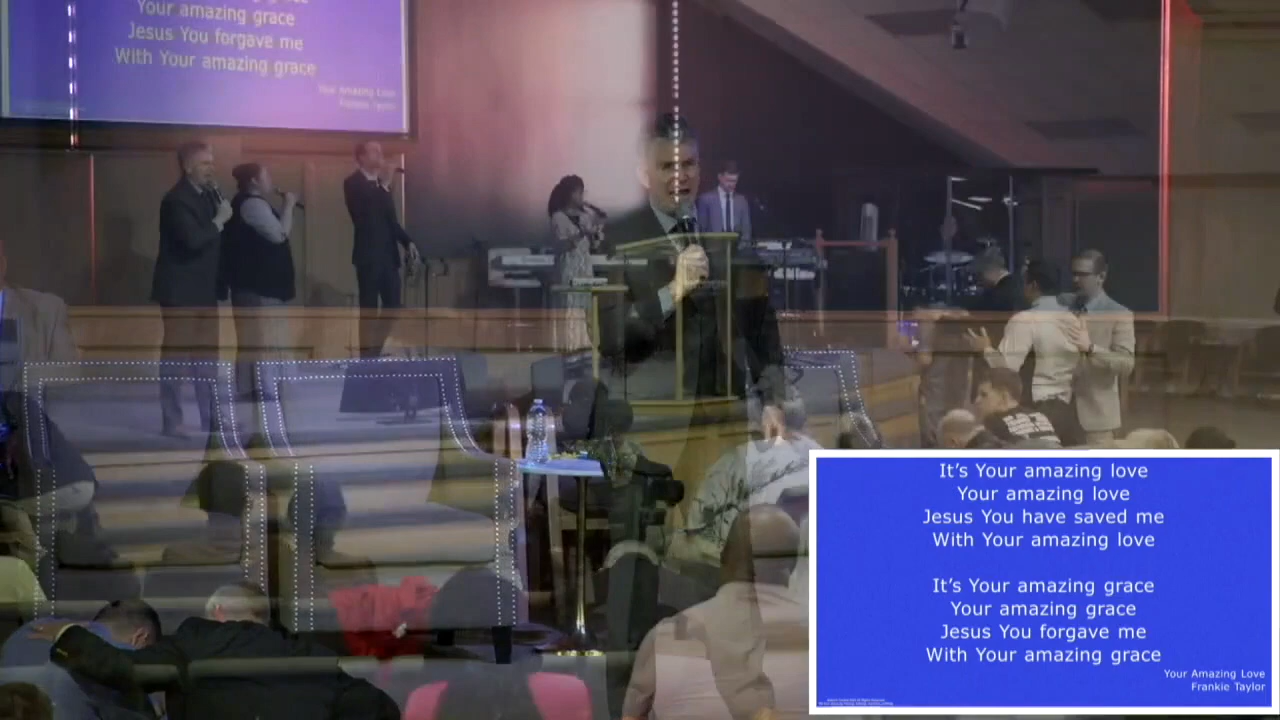 Your amazing grace
Jesus You forgave me
With Your amazing grace
Your Amazing Love
Frankie Taylor
It's Your amazing love
Your amazing love
Jesus You have saved me
With Your amazing love
It's Your amazing grace
Your amazing grace
Jesus You forgave me
With Your amazing grace
Your Amazing Love
Frankie Taylor